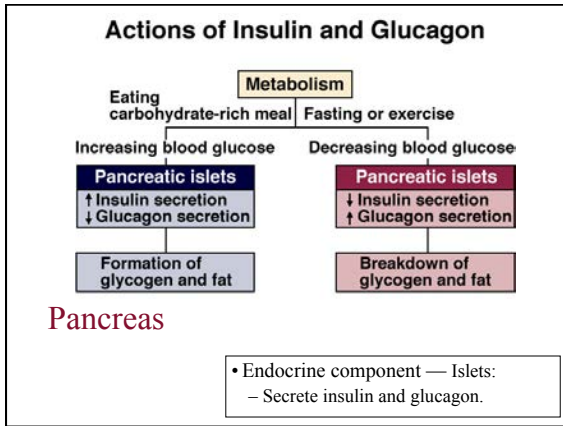 Actions of Insulin and Glucagon
Metabolism
Eating
carbohydrate-rich meal
Fasting or exercise
Increasing blood glucose
Decreasing blood glucose
Pancreatic islets
↑ Insulin secretion
↓ Glucagon secretion
Pancreatic islets
↓ Insulin secretion
↑ Glucagon secretion
Formation of
glycogen and fat
Breakdown of
glycogen and fat
Pancreas
• Endocrine component — Islets:
– Secrete insulin and glucagon.